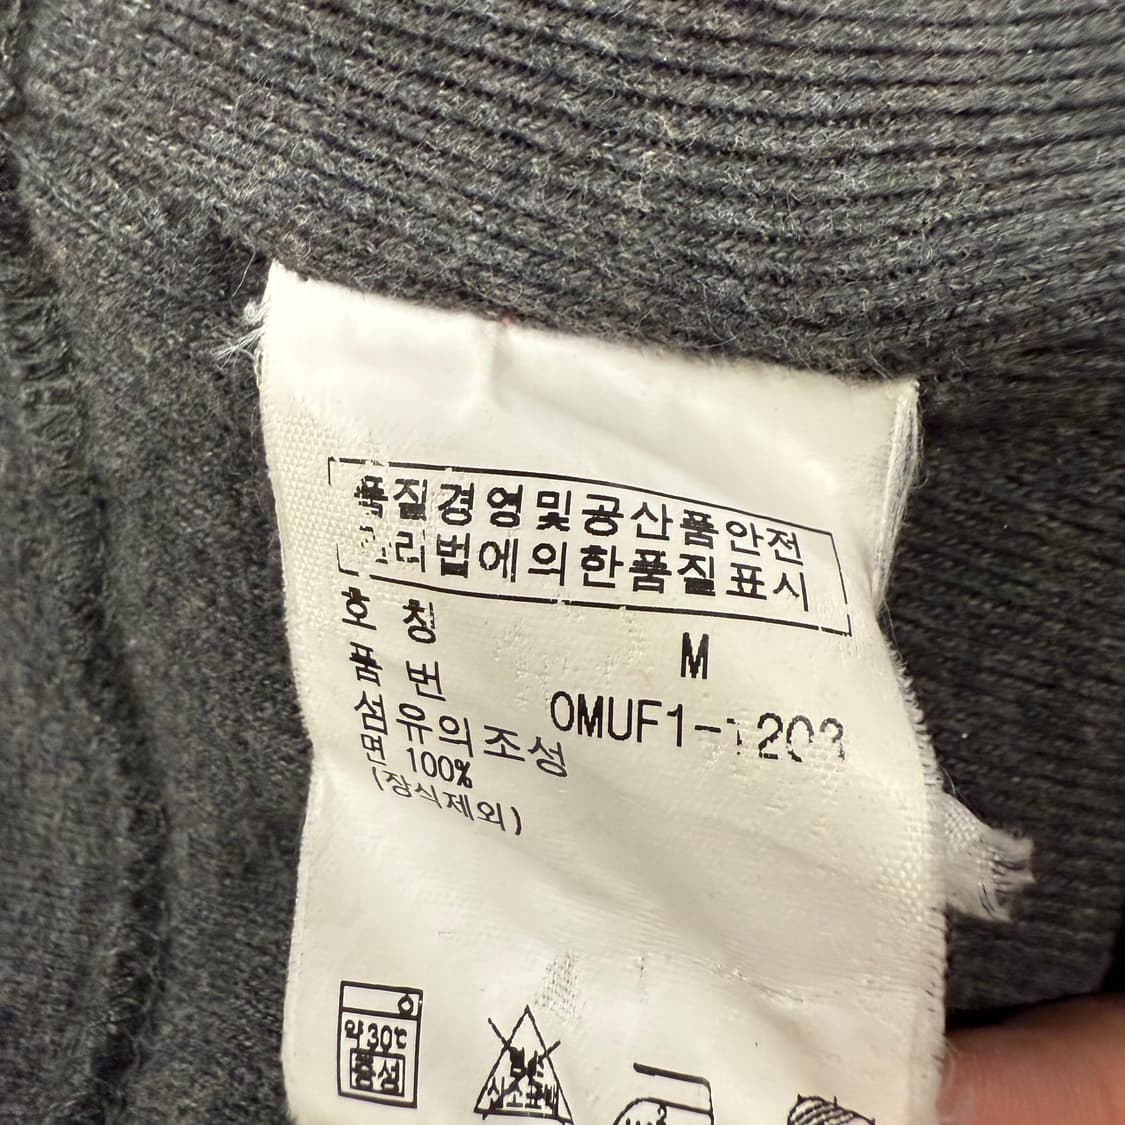 품질경영및공산품안전
관리법에의한품질표시
호 칭 M
품 번 OMUF1-1203
섬유의조성
면 100%
(장식제외)
약30℃
중성
산소표백